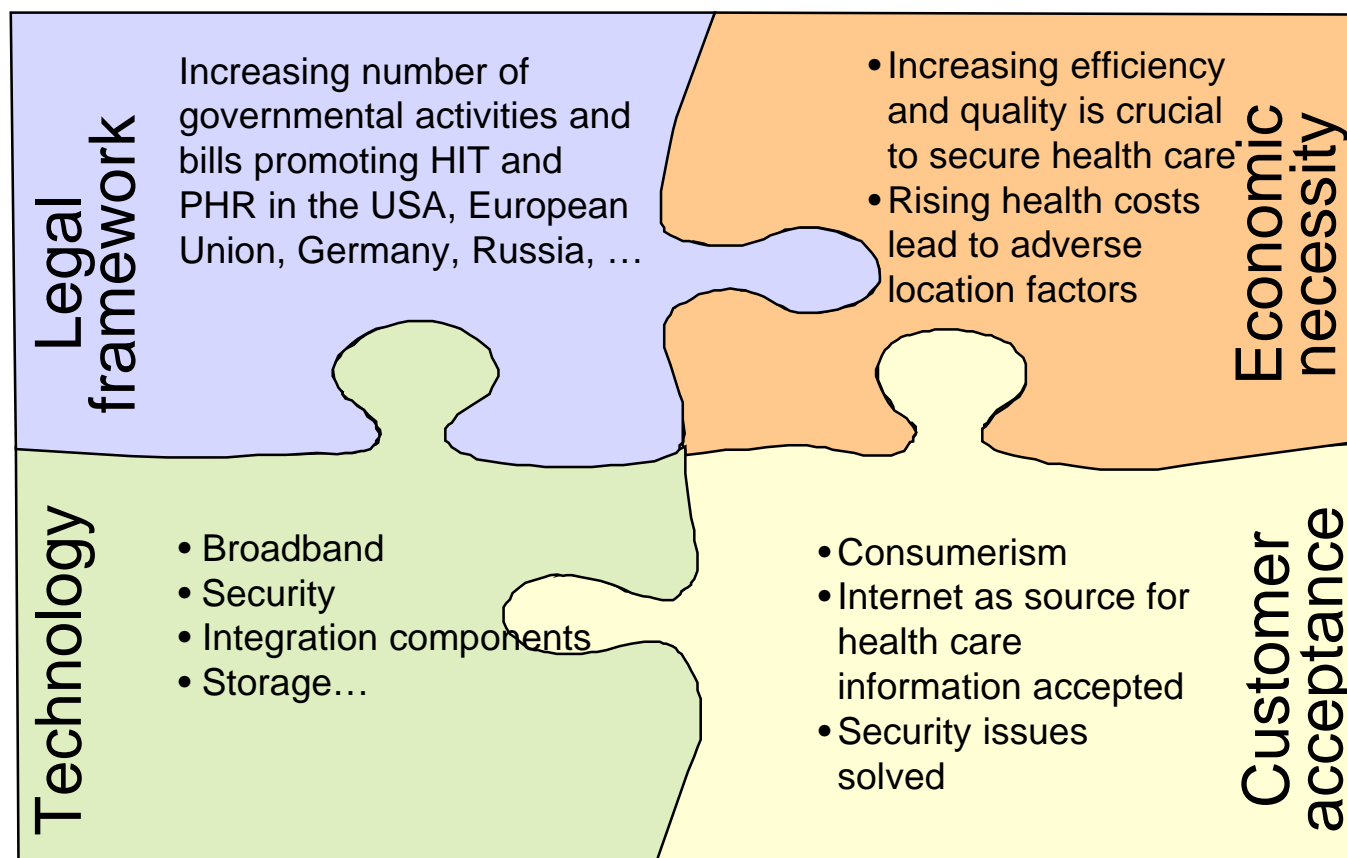 Legal
framework
Increasing number of
governmental activities and
bills promoting HIT and
PHR in the USA, European
Union, Germany, Russia, …
•Increasing efficiency
and quality is crucial
to secure health care
•Rising health costs
lead to adverse
location factors
Economic
necessity
Technology
• Broadband
• Security
• Integration components
• Storage…
•Consumerism
•Internet as source for
health care
information accepted
•Security issues
solved
Customer
acceptance